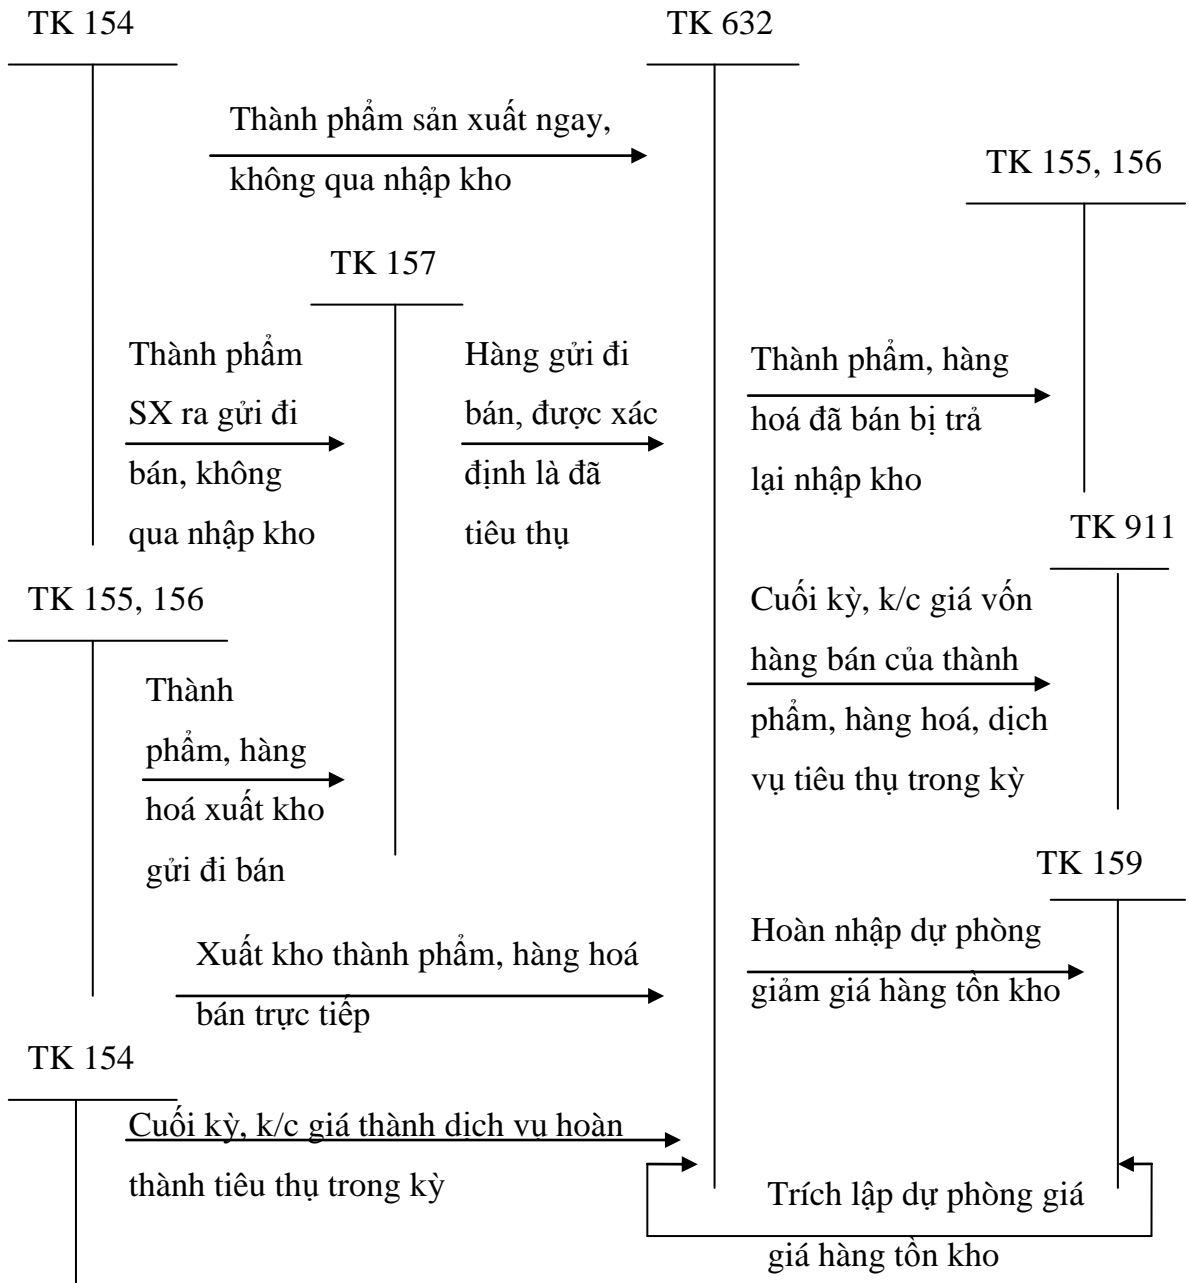 TK 154
TK 632
Thành phẩm sản xuất ngay,
không qua nhập kho
TK 155, 156
TK 157
Thành phẩm
SX ra gửi đi
bán, không
qua nhập kho
Hàng gửi đi
bán, được xác
định là đã
tiêu thụ
Thành phẩm, hàng
hoá đã bán bị trả
lại nhập kho
TK 911
TK 155, 156
Cuối kỳ, k/c giá vốn
hàng bán của thành
phẩm, hàng hoá, dịch
vụ tiêu thụ trong kỳ
Thành
phẩm, hàng
hoá xuất kho
gửi đi bán
TK 159
Xuất kho thành phẩm, hàng hoá
bán trực tiếp
Hoàn nhập dự phòng
giảm giá hàng tồn kho
TK 154
Cuối kỳ, k/c giá thành dịch vụ hoàn
thành tiêu thụ trong kỳ
Trích lập dự phòng giá
giá hàng tồn kho